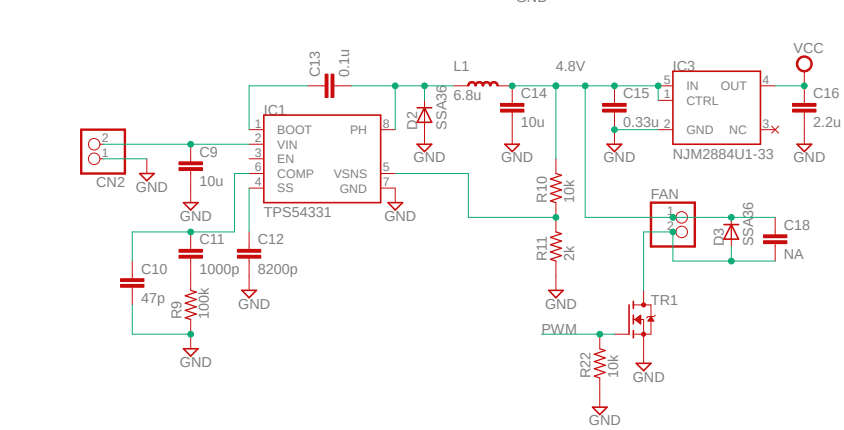 GND
VCC
C13
0.1u
L1
4.8V
IC3
6.8u
C14
10u
C15
0.33u
5
IN
OUT
4
1
CTRL
2
GND
NC
3
C16
2.2u
NJM2884U1-33
D2
SSA36
IC1
1
BOOT
PH
8
2
VIN
3
EN
6
COMP
VSNS
5
4
SS
GND
7
TPS54331
2
1
CN2
GND
C9
10u
GND
GND
GND
GND
GND
GND
R10
10k
FAN
1
2
D3
SSA36
C18
NA
R11
2k
C11
1000p
C12
8200p
C10
47p
R9
100k
GND
GND
GND
TR1
PWM
R22
10k
GND
GND